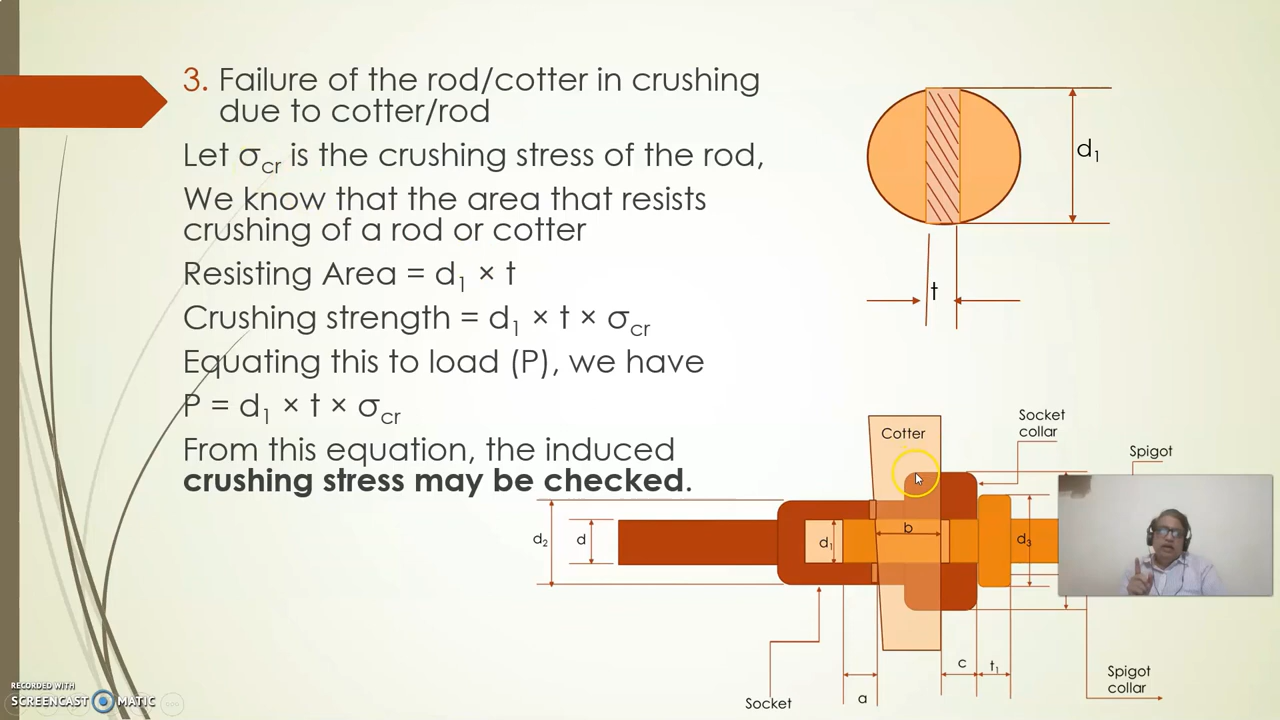 3. Failure of the rod/cotter in crushing
due to cotter/rod
Let σcr is the crushing stress of the rod,
We know that the area that resists
crushing of a rod or cotter
Resisting Area = d1 × t
Crushing strength = d1 × t × σcr
Equating this to load (P), we have
P = d1 × t × σcr
From this equation, the induced
crushing stress may be checked.
d1
t
Cotter
Socket
collar
Spigot
d2
d
d1
b
d3
a
c
t1
Socket
Spigot
collar
RECORDED WITH
SCREENCAST MATIC